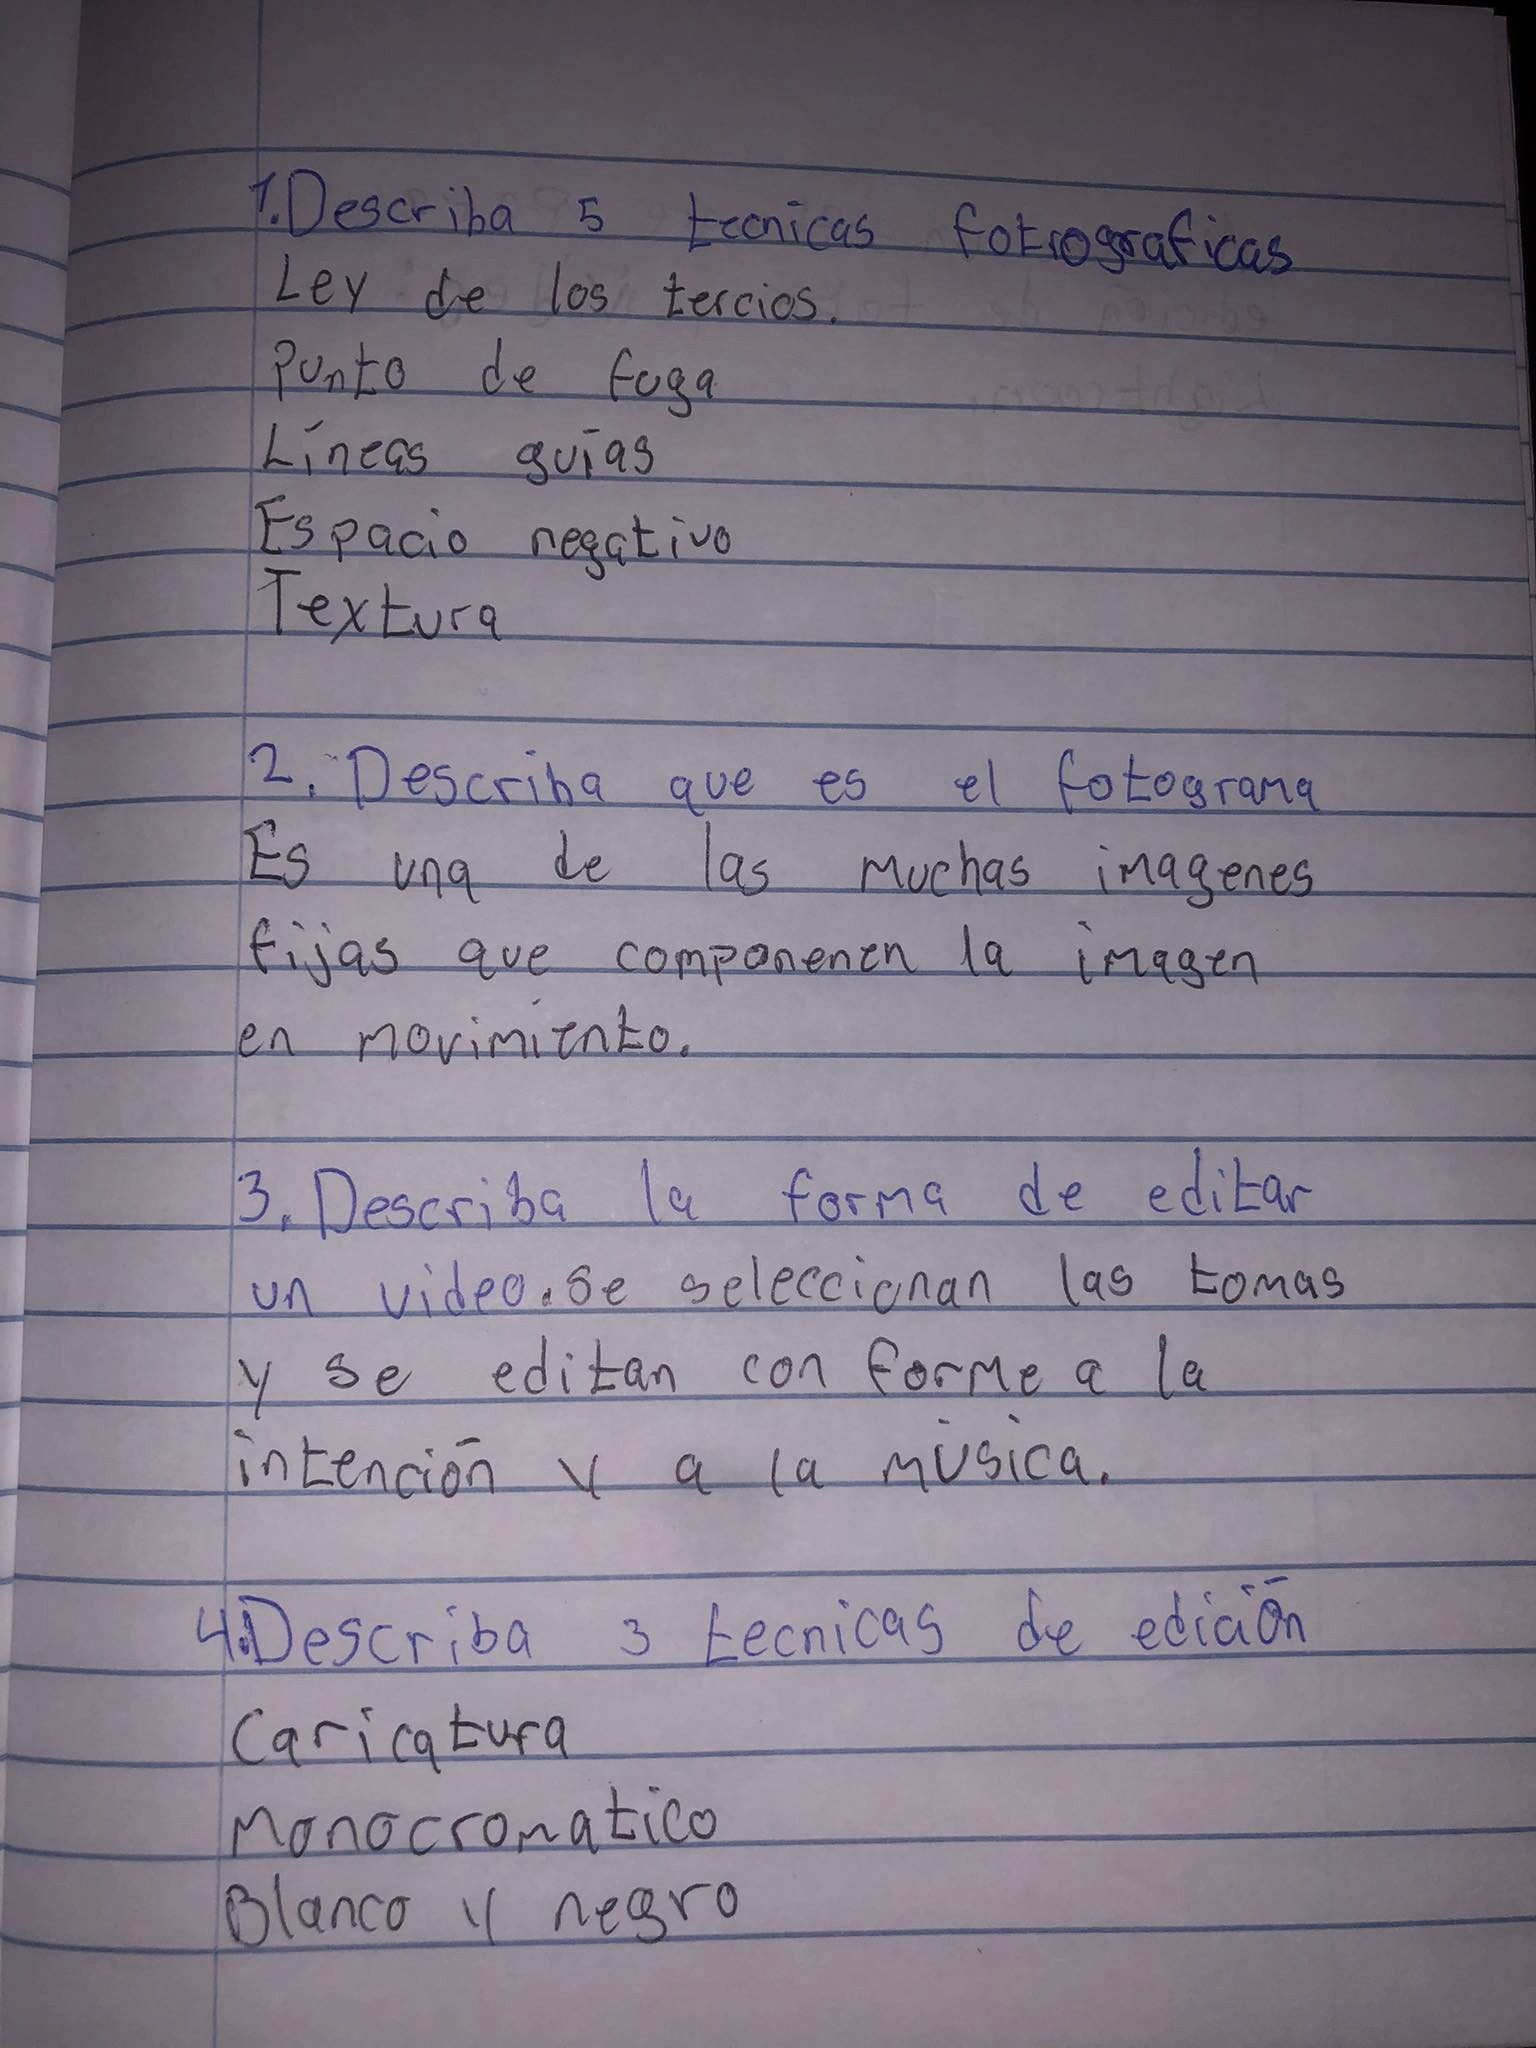 1. Describa 5 tecnicas fotrograficas
Ley de los tercios.
Punto de fuga
Líneas guías
Espacio negativo
Textura
2. Describa que es el fotograma
Es una de las muchas imagenes
fijas que componenen la imagen
en movimiento.
3. Describa la forma de editar
un video. Se seleccionan las tomas
y se editan con forme a la
intención y a la música.
4. Describa 3 tecnicas de edición
Caricatura
Monocromatico
Blanco y negro